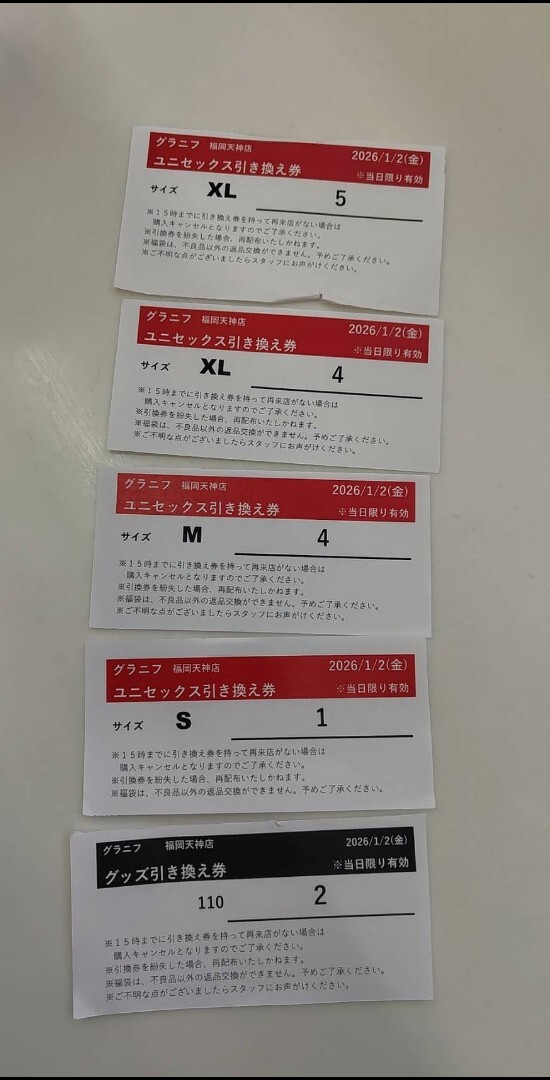 グラニフ 福岡天神店 2026/1/2(金)
ユニセックス引き換え券 ※当日限り有効
サイズ XL 5
※１５時までに引き換え券を持って再来店がない場合は
購入キャンセルとなりますのでご了承ください。
※引換券を紛失した場合、再配布いたしかねます。
※福袋は、不良品以外の返品交換ができません。予めご了承ください。
※ご不明な点がございましたらスタッフにお声がけください。
グラニフ 福岡天神店 2026/1/2(金)
ユニセックス引き換え券 ※当日限り有効
サイズ XL 4
※１５時までに引き換え券を持って再来店がない場合は
購入キャンセルとなりますのでご了承ください。
※引換券を紛失した場合、再配布いたしかねます。
※福袋は、不良品以外の返品交換ができません。予めご了承ください。
※ご不明な点がございましたらスタッフにお声がけください。
グラニフ 福岡天神店 2026/1/2(金)
ユニセックス引き換え券 ※当日限り有効
サイズ M 4
※１５時までに引き換え券を持って再来店がない場合は
購入キャンセルとなりますのでご了承ください。
※引換券を紛失した場合、再配布いたしかねます。
※福袋は、不良品以外の返品交換ができません。予めご了承ください。
※ご不明な点がございましたらスタッフにお声がけください。
グラニフ 福岡天神店 2026/1/2(金)
ユニセックス引き換え券 ※当日限り有効
サイズ S 1
※１５時までに引き換え券を持って再来店がない場合は
購入キャンセルとなりますのでご了承ください。
※引換券を紛失した場合、再配布いたしかねます。
※福袋は、不良品以外の返品交換ができません。予めご了承ください。
グラニフ 福岡天神店 2026/1/2(金)
グッズ引き換え券 ※当日限り有効
110 2
※１５時までに引き換え券を持って再来店がない場合は
購入キャンセルとなりますのでご了承ください。
※引換券を紛失した場合、再配布いたしかねます。
※福袋は、不良品以外の返品交換ができません。予めご了承ください。
※ご不明な点がございましたらスタッフにお声がけください。